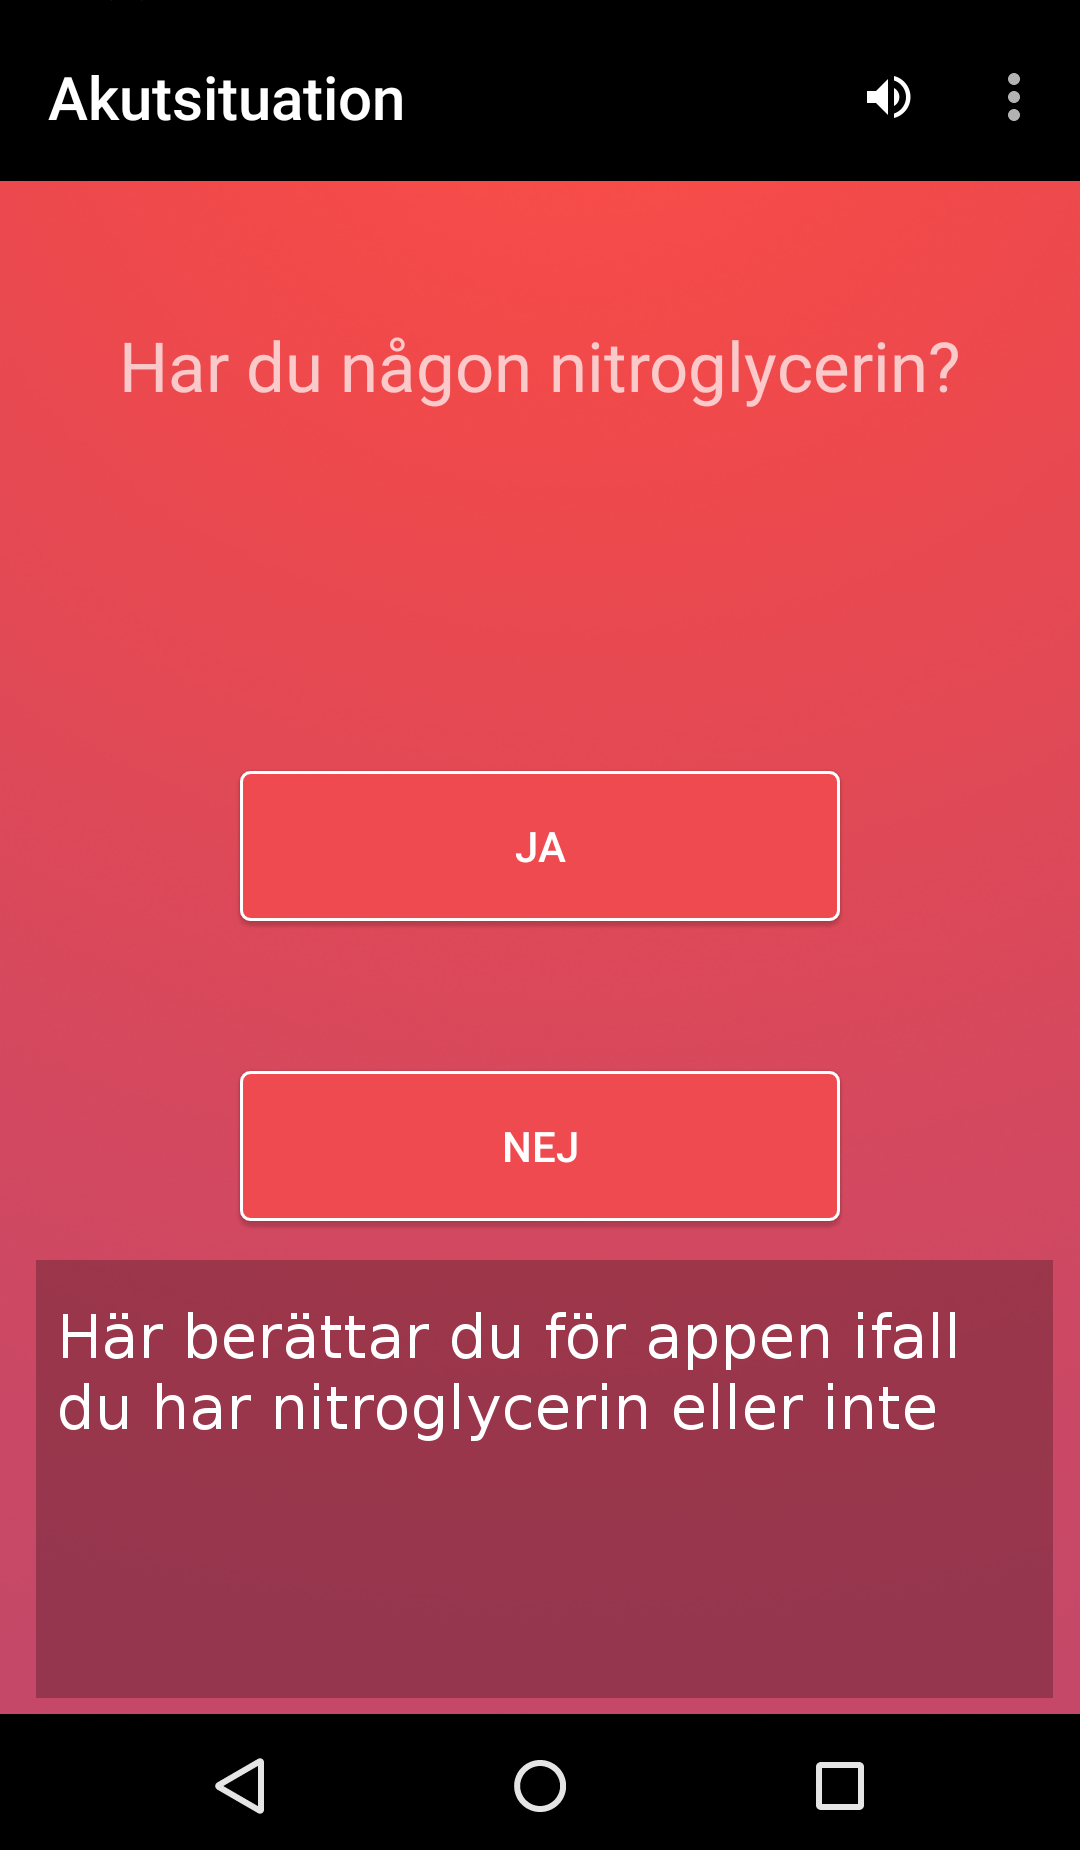 Akutsituation
Har du någon nitroglycerin?
JA
NEJ
Här berättar du för appen ifall
du har nitroglycerin eller inte